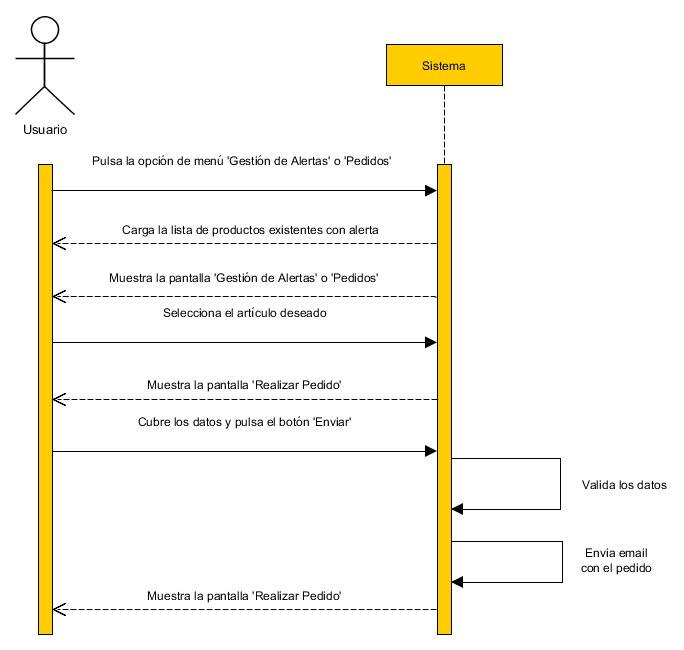 Sistema
Usuario
Pulsa la opción de menú 'Gestión de Alertas' o 'Pedidos'
Carga la lista de productos existentes con alerta
Muestra la pantalla 'Gestión de Alertas' o 'Pedidos'
Selecciona el artículo deseado
Muestra la pantalla 'Realizar Pedido'
Cubre los datos y pulsa el botón 'Enviar'
Valida los datos
Envia email
con el pedido
Muestra la pantalla 'Realizar Pedido'